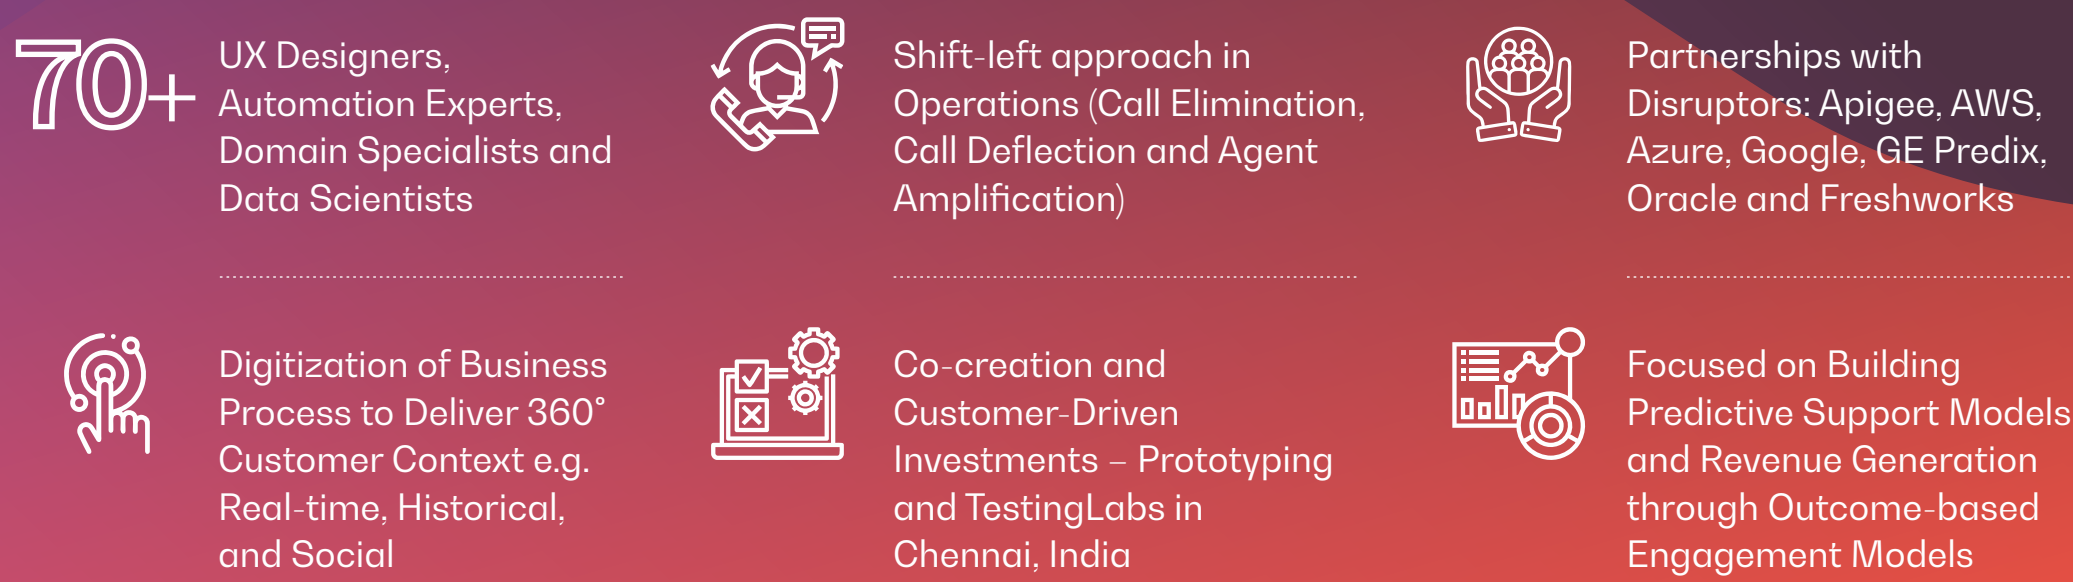 70+
UX Designers,
Automation Experts,
Domain Specialists and
Data Scientists
Shift-left approach in
Operations (Call Elimination,
Call Deflection and Agent
Amplification)
Partnerships with
Disruptors: Apigee, AWS,
Azure, Google, GE Predix,
Oracle and Freshworks
Digitization of Business
Process to Deliver 360°
Customer Context e.g.
Real-time, Historical,
and Social
Co-creation and
Customer-Driven
Investments – Prototyping
and TestingLabs in
Chennai, India
Focused on Building
Predictive Support Models
and Revenue Generation
through Outcome-based
Engagement Models